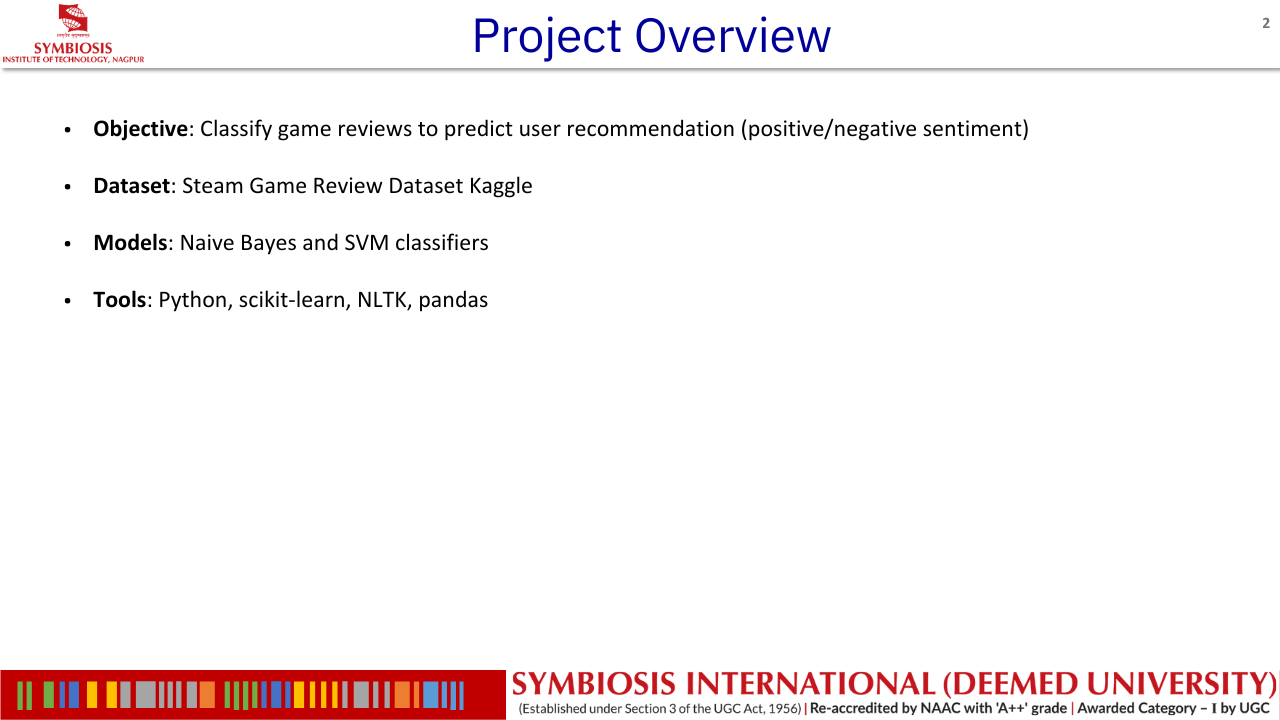 SYMBIOSIS
INSTITUTE OF TECHNOLOGY, NAGPUR
Project Overview
2
• Objective: Classify game reviews to predict user recommendation (positive/negative sentiment)
• Dataset: Steam Game Review Dataset Kaggle
• Models: Naive Bayes and SVM classifiers
• Tools: Python, scikit-learn, NLTK, pandas
SYMBIOSIS INTERNATIONAL (DEEMED UNIVERSITY)
(Established under Section 3 of the UGC Act, 1956) | Re-accredited by NAAC with 'A++' grade | Awarded Category – I by UGC